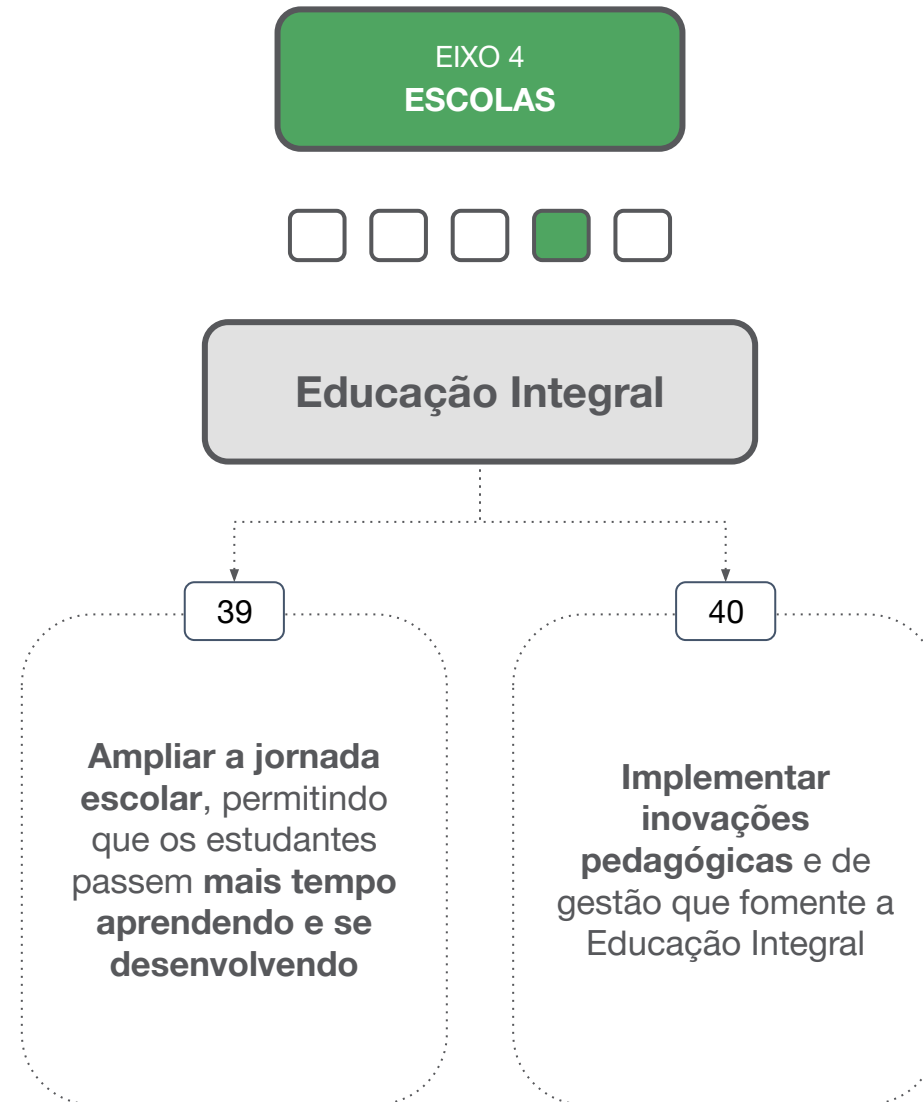 EIXO 4
ESCOLAS
Educação Integral
39
Ampliar a jornada
escolar, permitindo
que os estudantes
passem mais tempo
aprendendo e se
desenvolvendo
40
Implementar
inovações
pedagógicas e de
gestão que fomente a
Educação Integral